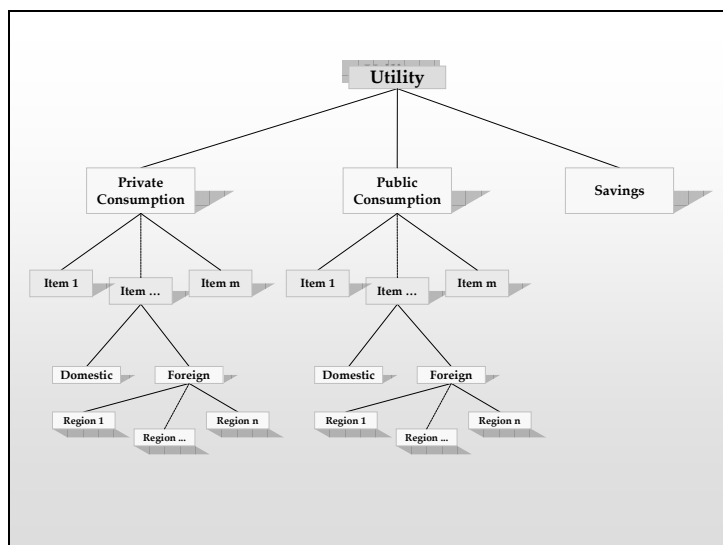 Utility
Private
Consumption
Public
Consumption
Savings
Item 1
Item ...
Item m
Item 1
Item ...
Item m
Domestic
Foreign
Domestic
Foreign
Region 1
Region ...
Region n
Region 1
Region ...
Region n